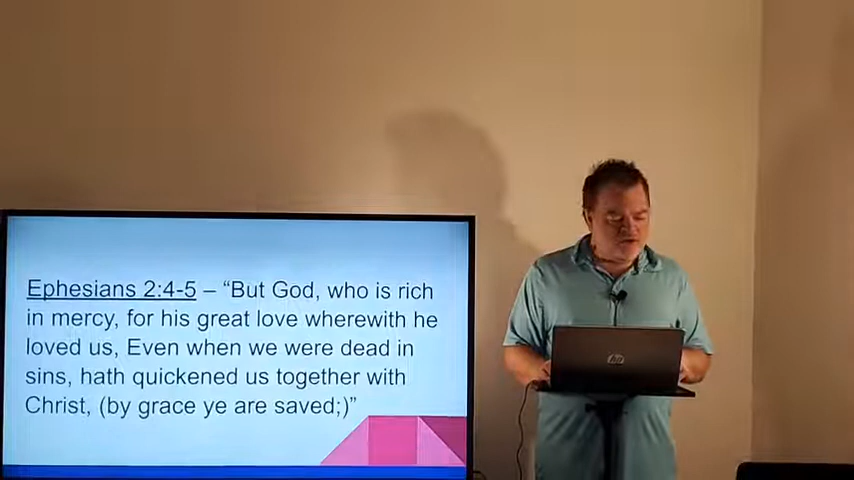 Ephesians 2:4-5 – “But God, who is rich
in mercy, for his great love wherewith he
loved us, Even when we were dead in
sins, hath quickened us together with
Christ, (by grace ye are saved;)”
hp